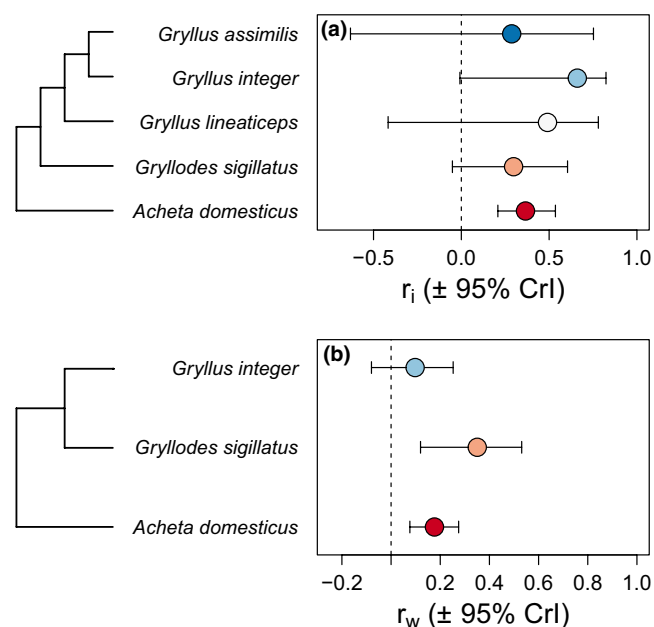 (a)
Gryllus assimilis
Gryllus integer
Gryllus lineaticeps
Gryllodes sigillatus
Acheta domesticus
−0.5 0.0 0.5 1.0
rᵢ (± 95% CrI)
(b)
Gryllus integer
Gryllodes sigillatus
Acheta domesticus
−0.2 0.2 0.4 0.6 0.8 1.0
r_w (± 95% CrI)